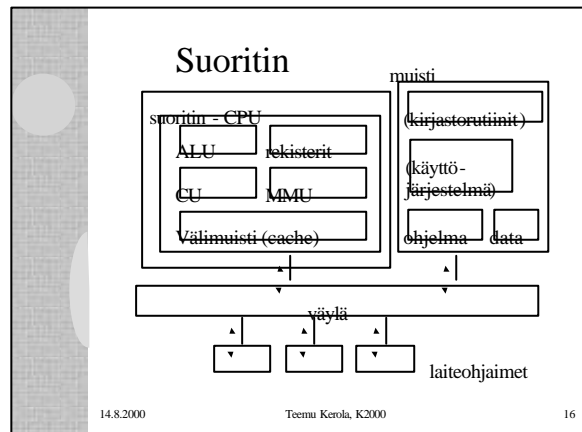 Suoritin
muisti
suoritin - CPU
(kirjastorutiinit)
ALU rekisterit
(käyttö-
järjestelmä)
CU MMU
Välimuisti (cache)
ohjelma data
väylä
laiteohjaimet
14.8.2000 Teemu Kerola, K2000 16